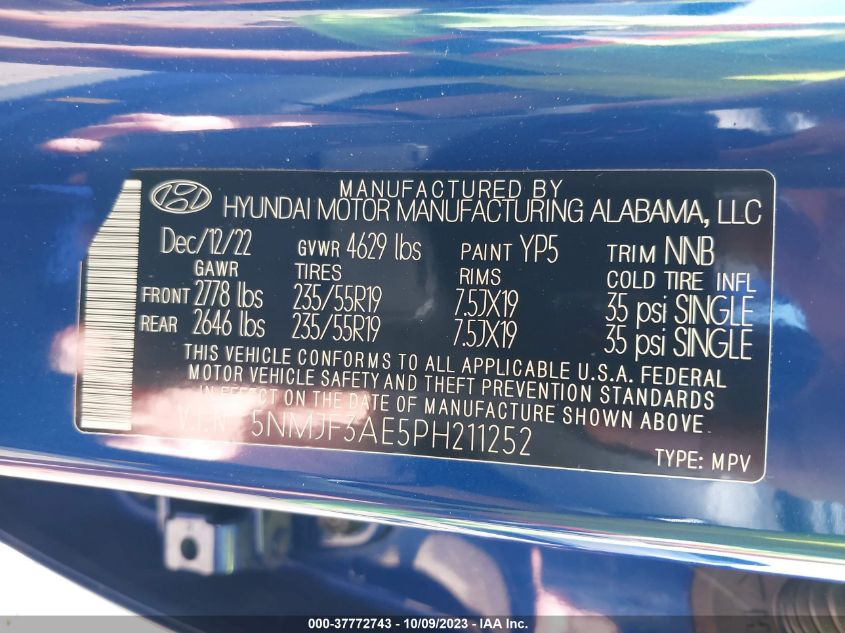 MANUFACTURED BY
HYUNDAI MOTOR MANUFACTURING ALABAMA, LLC
Dec/12/22 GVWR 4629 lbs PAINT YP5 TRIM NNB
GAWR TIRES RIMS COLD TIRE INFL
FRONT 2778 lbs 235/55R19 7.5JX19 35 psi SINGLE
REAR 2646 lbs 235/55R19 7.5JX19 35 psi SINGLE
THIS VEHICLE CONFORMS TO ALL APPLICABLE U.S.A. FEDERAL
MOTOR VEHICLE SAFETY AND THEFT PREVENTION STANDARDS
IN EFFECT ON THE DATE OF MANUFACTURE SHOWN ABOVE.
V.I.N 5NMJF3AE5PH211252
TYPE: MPV
000-37772743 - 10/09/2023 - IAA Inc.